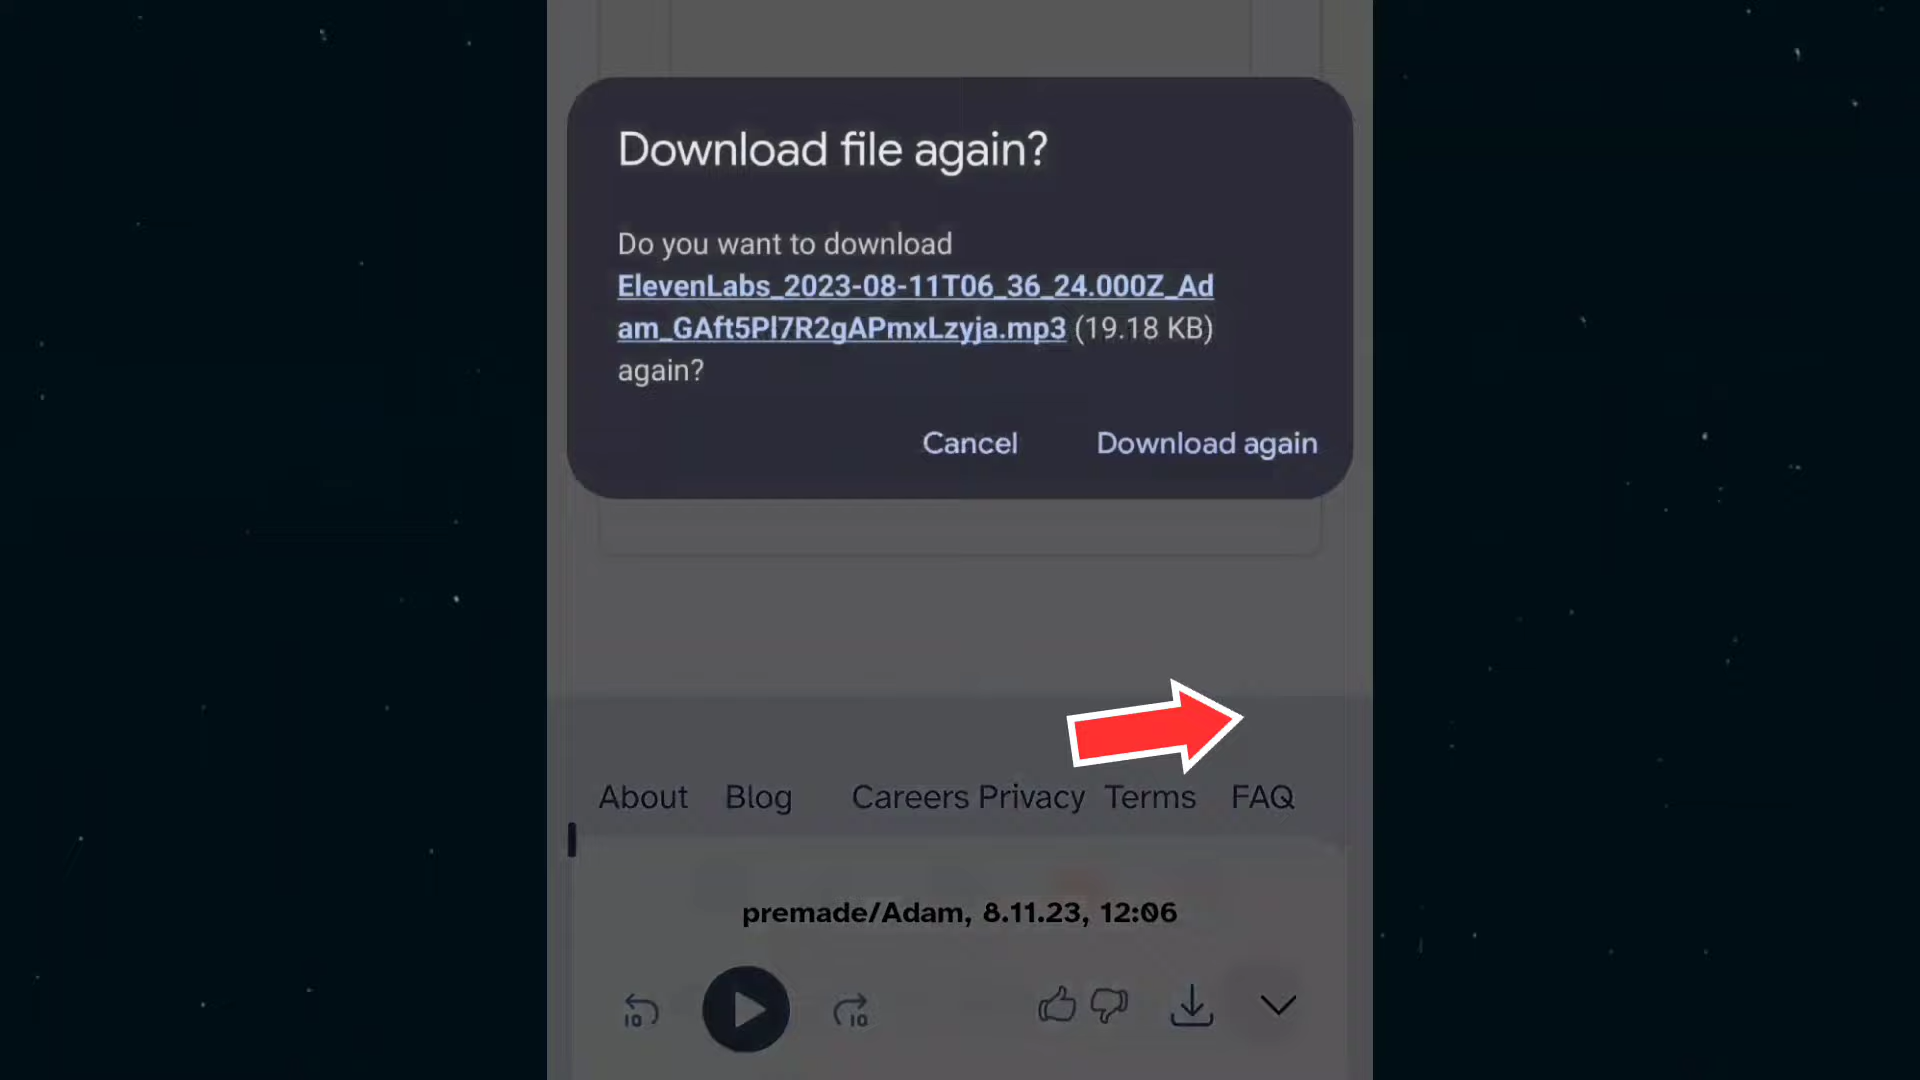 Download file again?
Do you want to download
ElevenLabs_2023-08-11T06_36_24.000Z_Ad
am_GAft5Pl7R2gAPmxLzyja.mp3 (19.18 KB)
again?
Cancel Download again
About Blog Careers Privacy Terms FAQ
premade/Adam, 8.11.23, 12:06
10 10